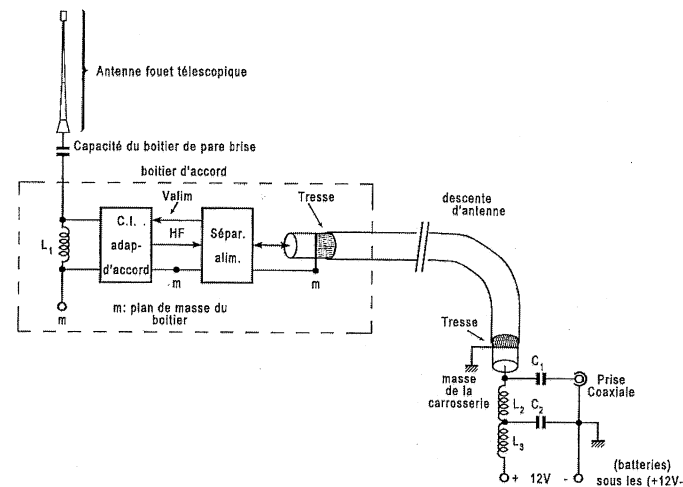 Antenne fouet télescopique
Capacité du boitier de pare brise
boitier d'accord
Valim
Tresse
descente
d'antenne
L1
C.I.
adap-
d'accord
HF
Sépar.
alim.
m
m
m
m: plan de masse du
boitier
Tresse
masse
de la
carrosserie
C1
Prise
Coaxiale
L2
C2
L3
+ 12V -
(batteries)
sous les (+12V-